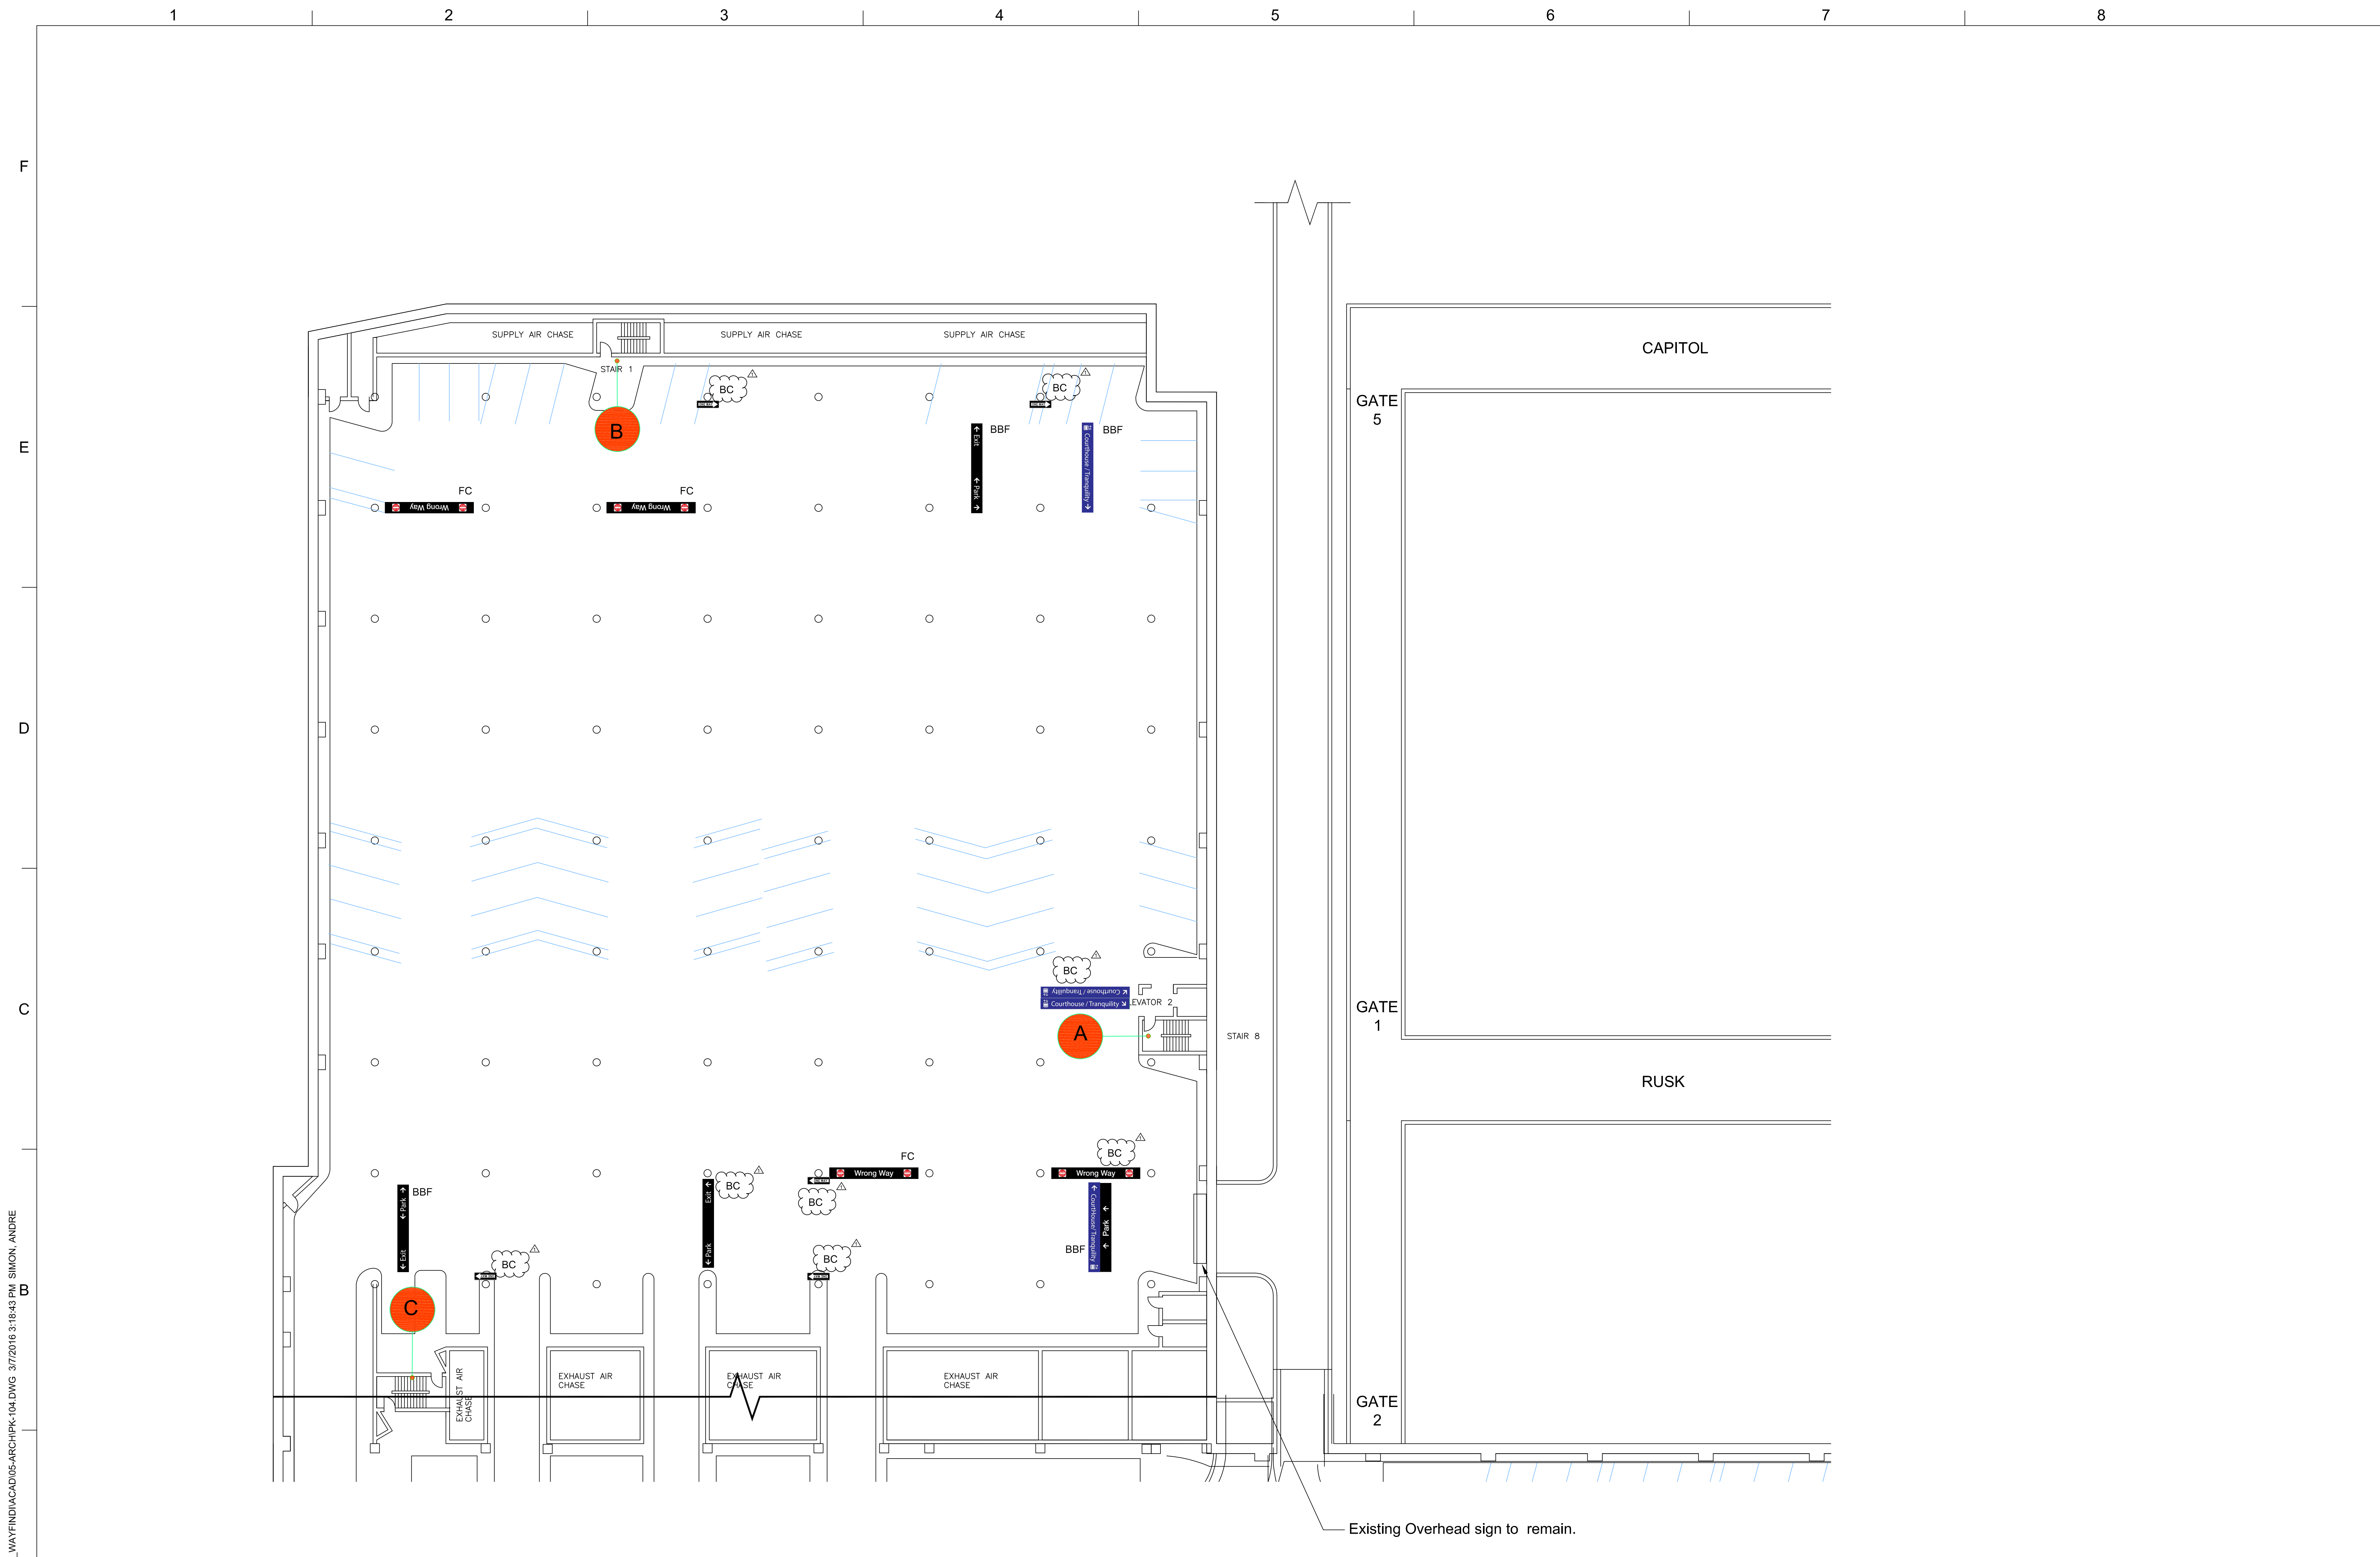 1
2
3
4
5
6
7
8
F
SUPPLY AIR CHASE
SUPPLY AIR CHASE
SUPPLY AIR CHASE
CAPITOL
STAIR 1
BC
BC
GATE
5
B
Exit
Park
BBF
Courthouse / Tranquility
BBF
E
FC
FC
Wrong Way
Wrong Way
D
BC
Courthouse / Tranquility
Courthouse / Tranquility
EVATOR 2
C
GATE
1
A
STAIR 8
RUSK
BC
FC
Wrong Way
Wrong Way
Park
Exit
BBF
Exit
Park
BC
BC
CourtHouse/Tranquility
Park
BBF
BC
BC
B
C
EXHAUST AIR
CHASE
EXHAUST AIR
CHASE
EXHAUST AIR
CHASE
EXHAUST AIR
CHASE
GATE
2
Existing Overhead sign to remain.
_WAYFINDI\ACAD\05-ARCH\PK-104.DWG 3/7/2016 3:18:43 PM SIMON, ANDRE